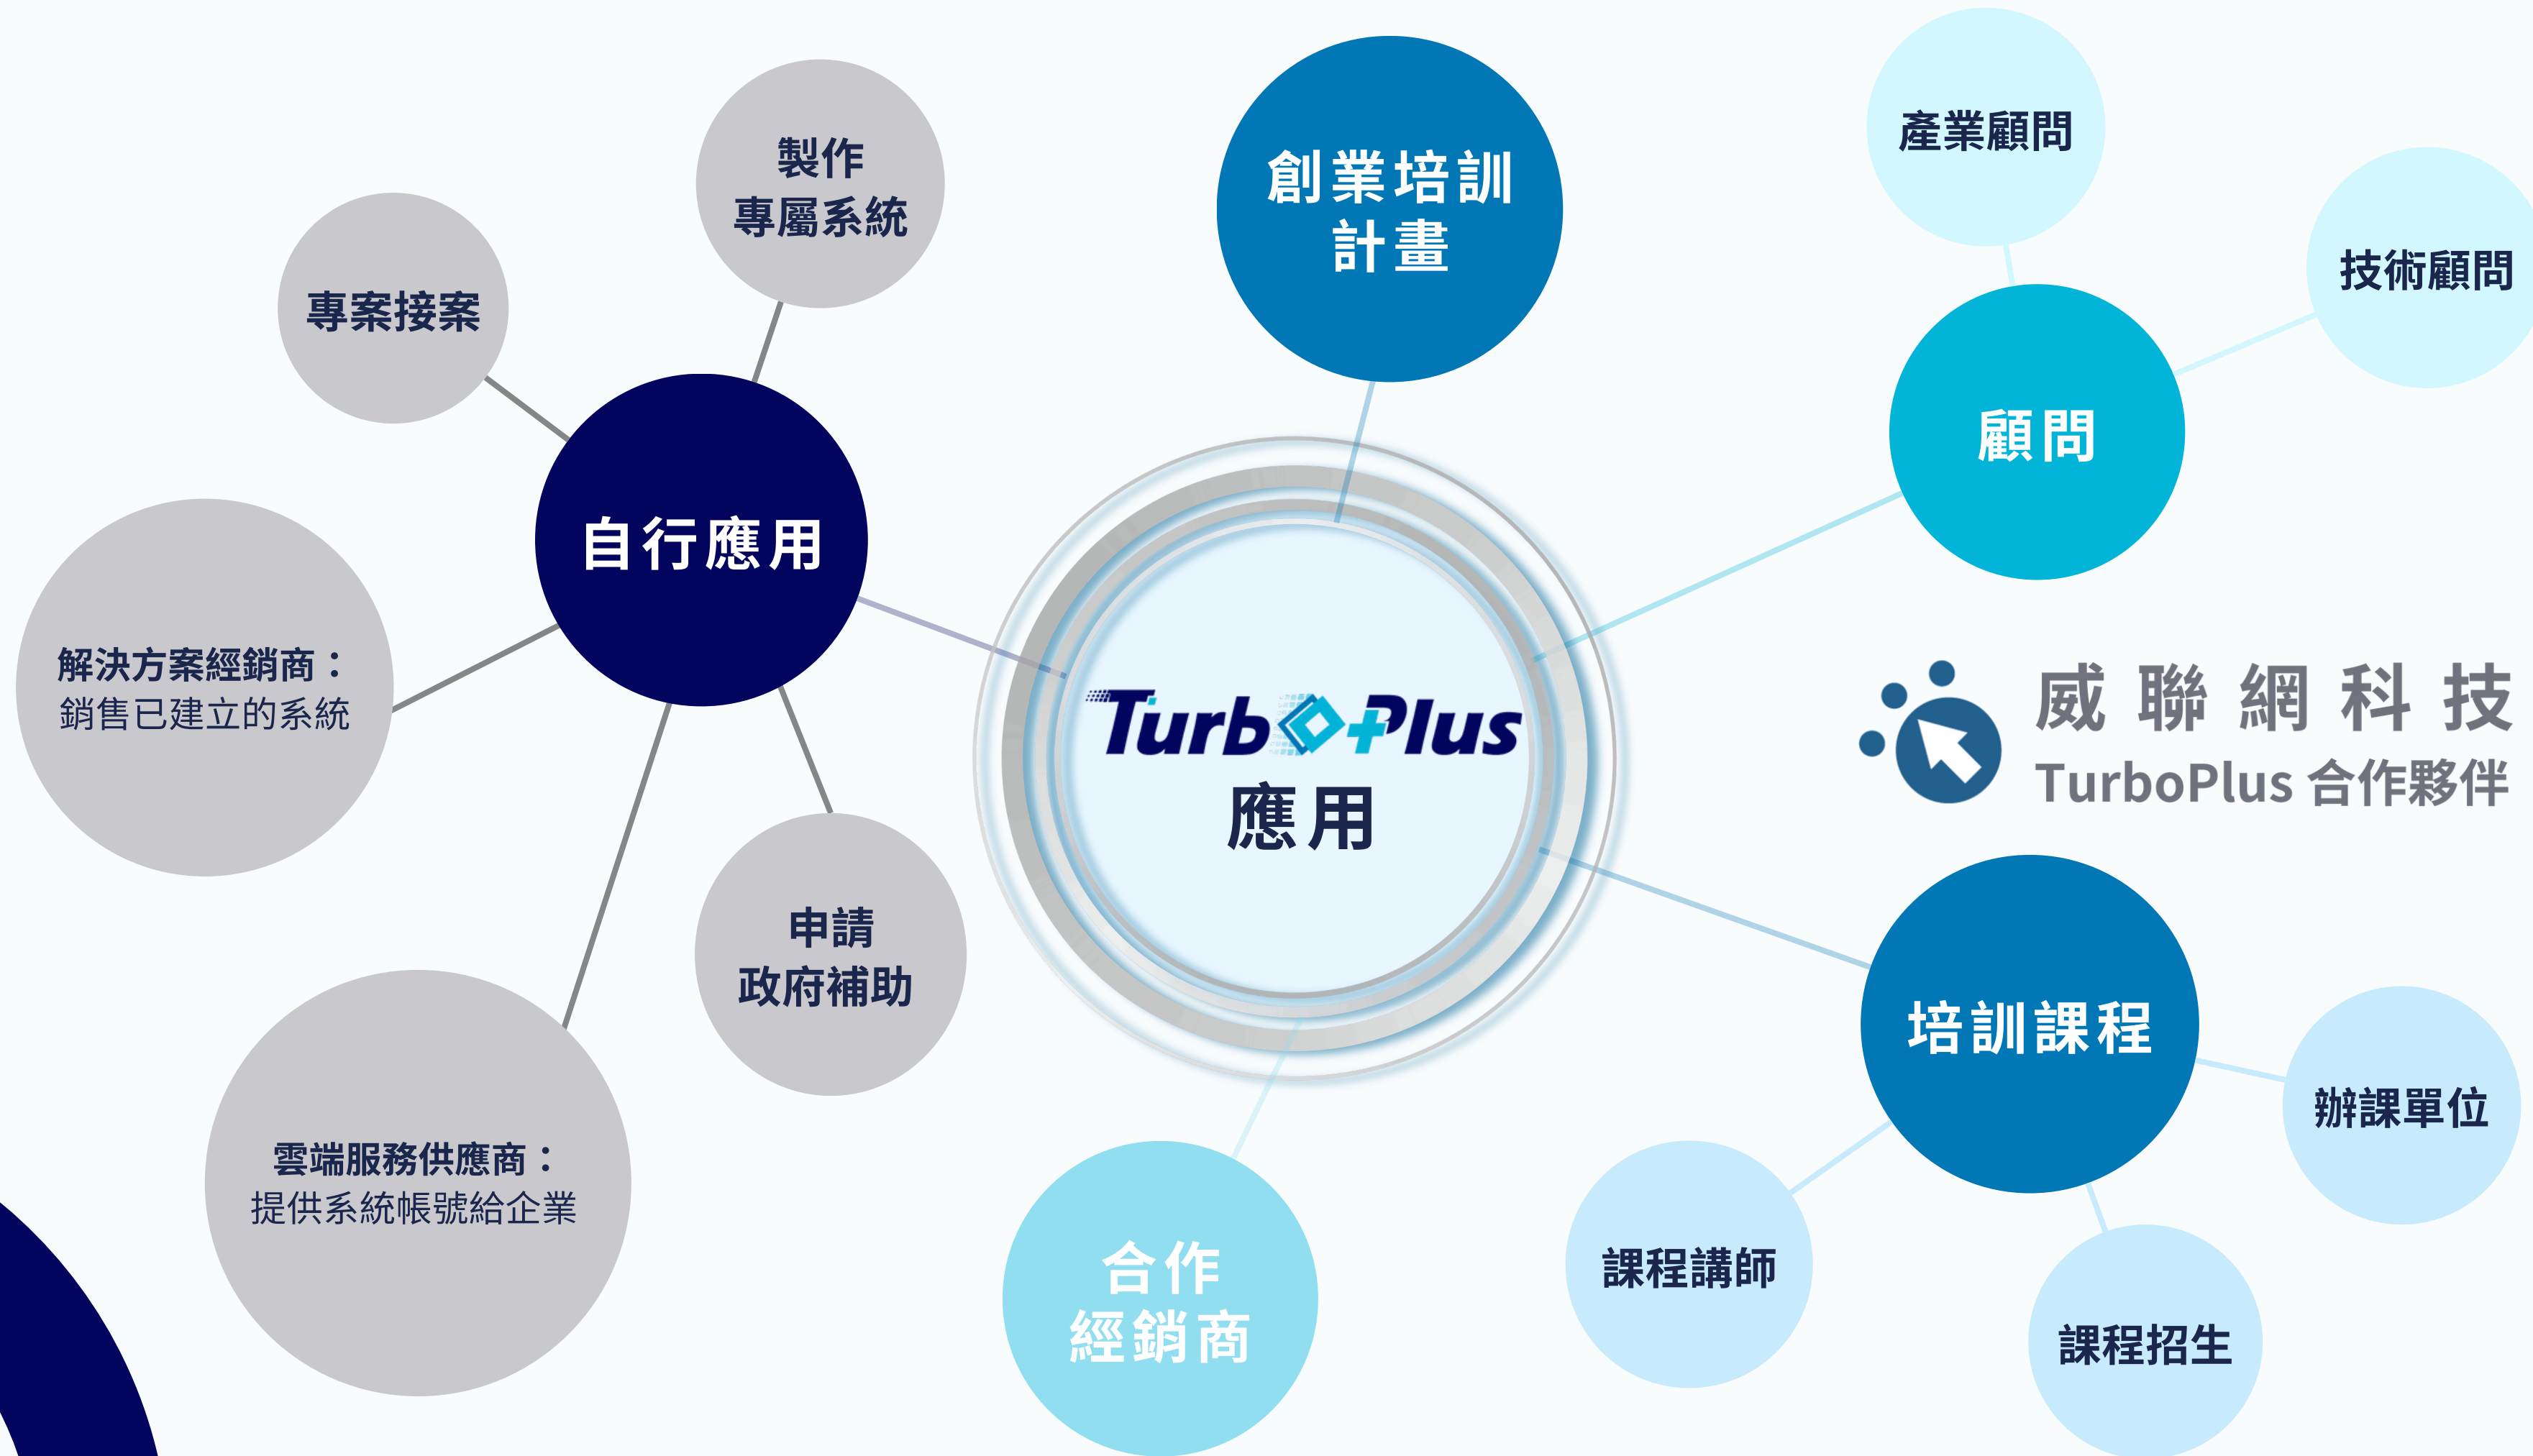 製作
專屬系統
專案接案
自行應用
解決方案經銷商：
銷售已建立的系統
申請
政府補助
雲端服務供應商：
提供系統帳號給企業
創業培訓
計畫
TurboPlus
應用
合作
經銷商
產業顧問
技術顧問
顧問
威聯網科技
TurboPlus 合作夥伴
培訓課程
辦課單位
課程講師
課程招生